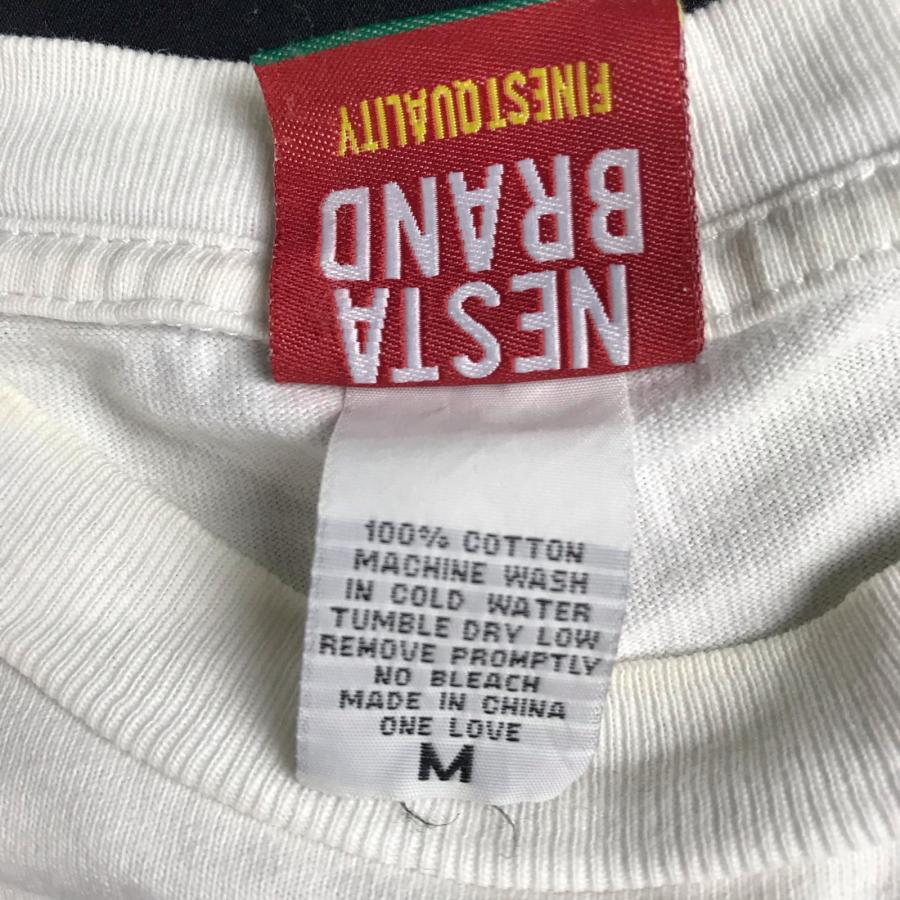 NESTA
BRAND
FINESTQUALITY
100% COTTON
MACHINE WASH
IN COLD WATER
TUMBLE DRY LOW
REMOVE PROMPTLY
NO BLEACH
MADE IN CHINA
ONE LOVE
M